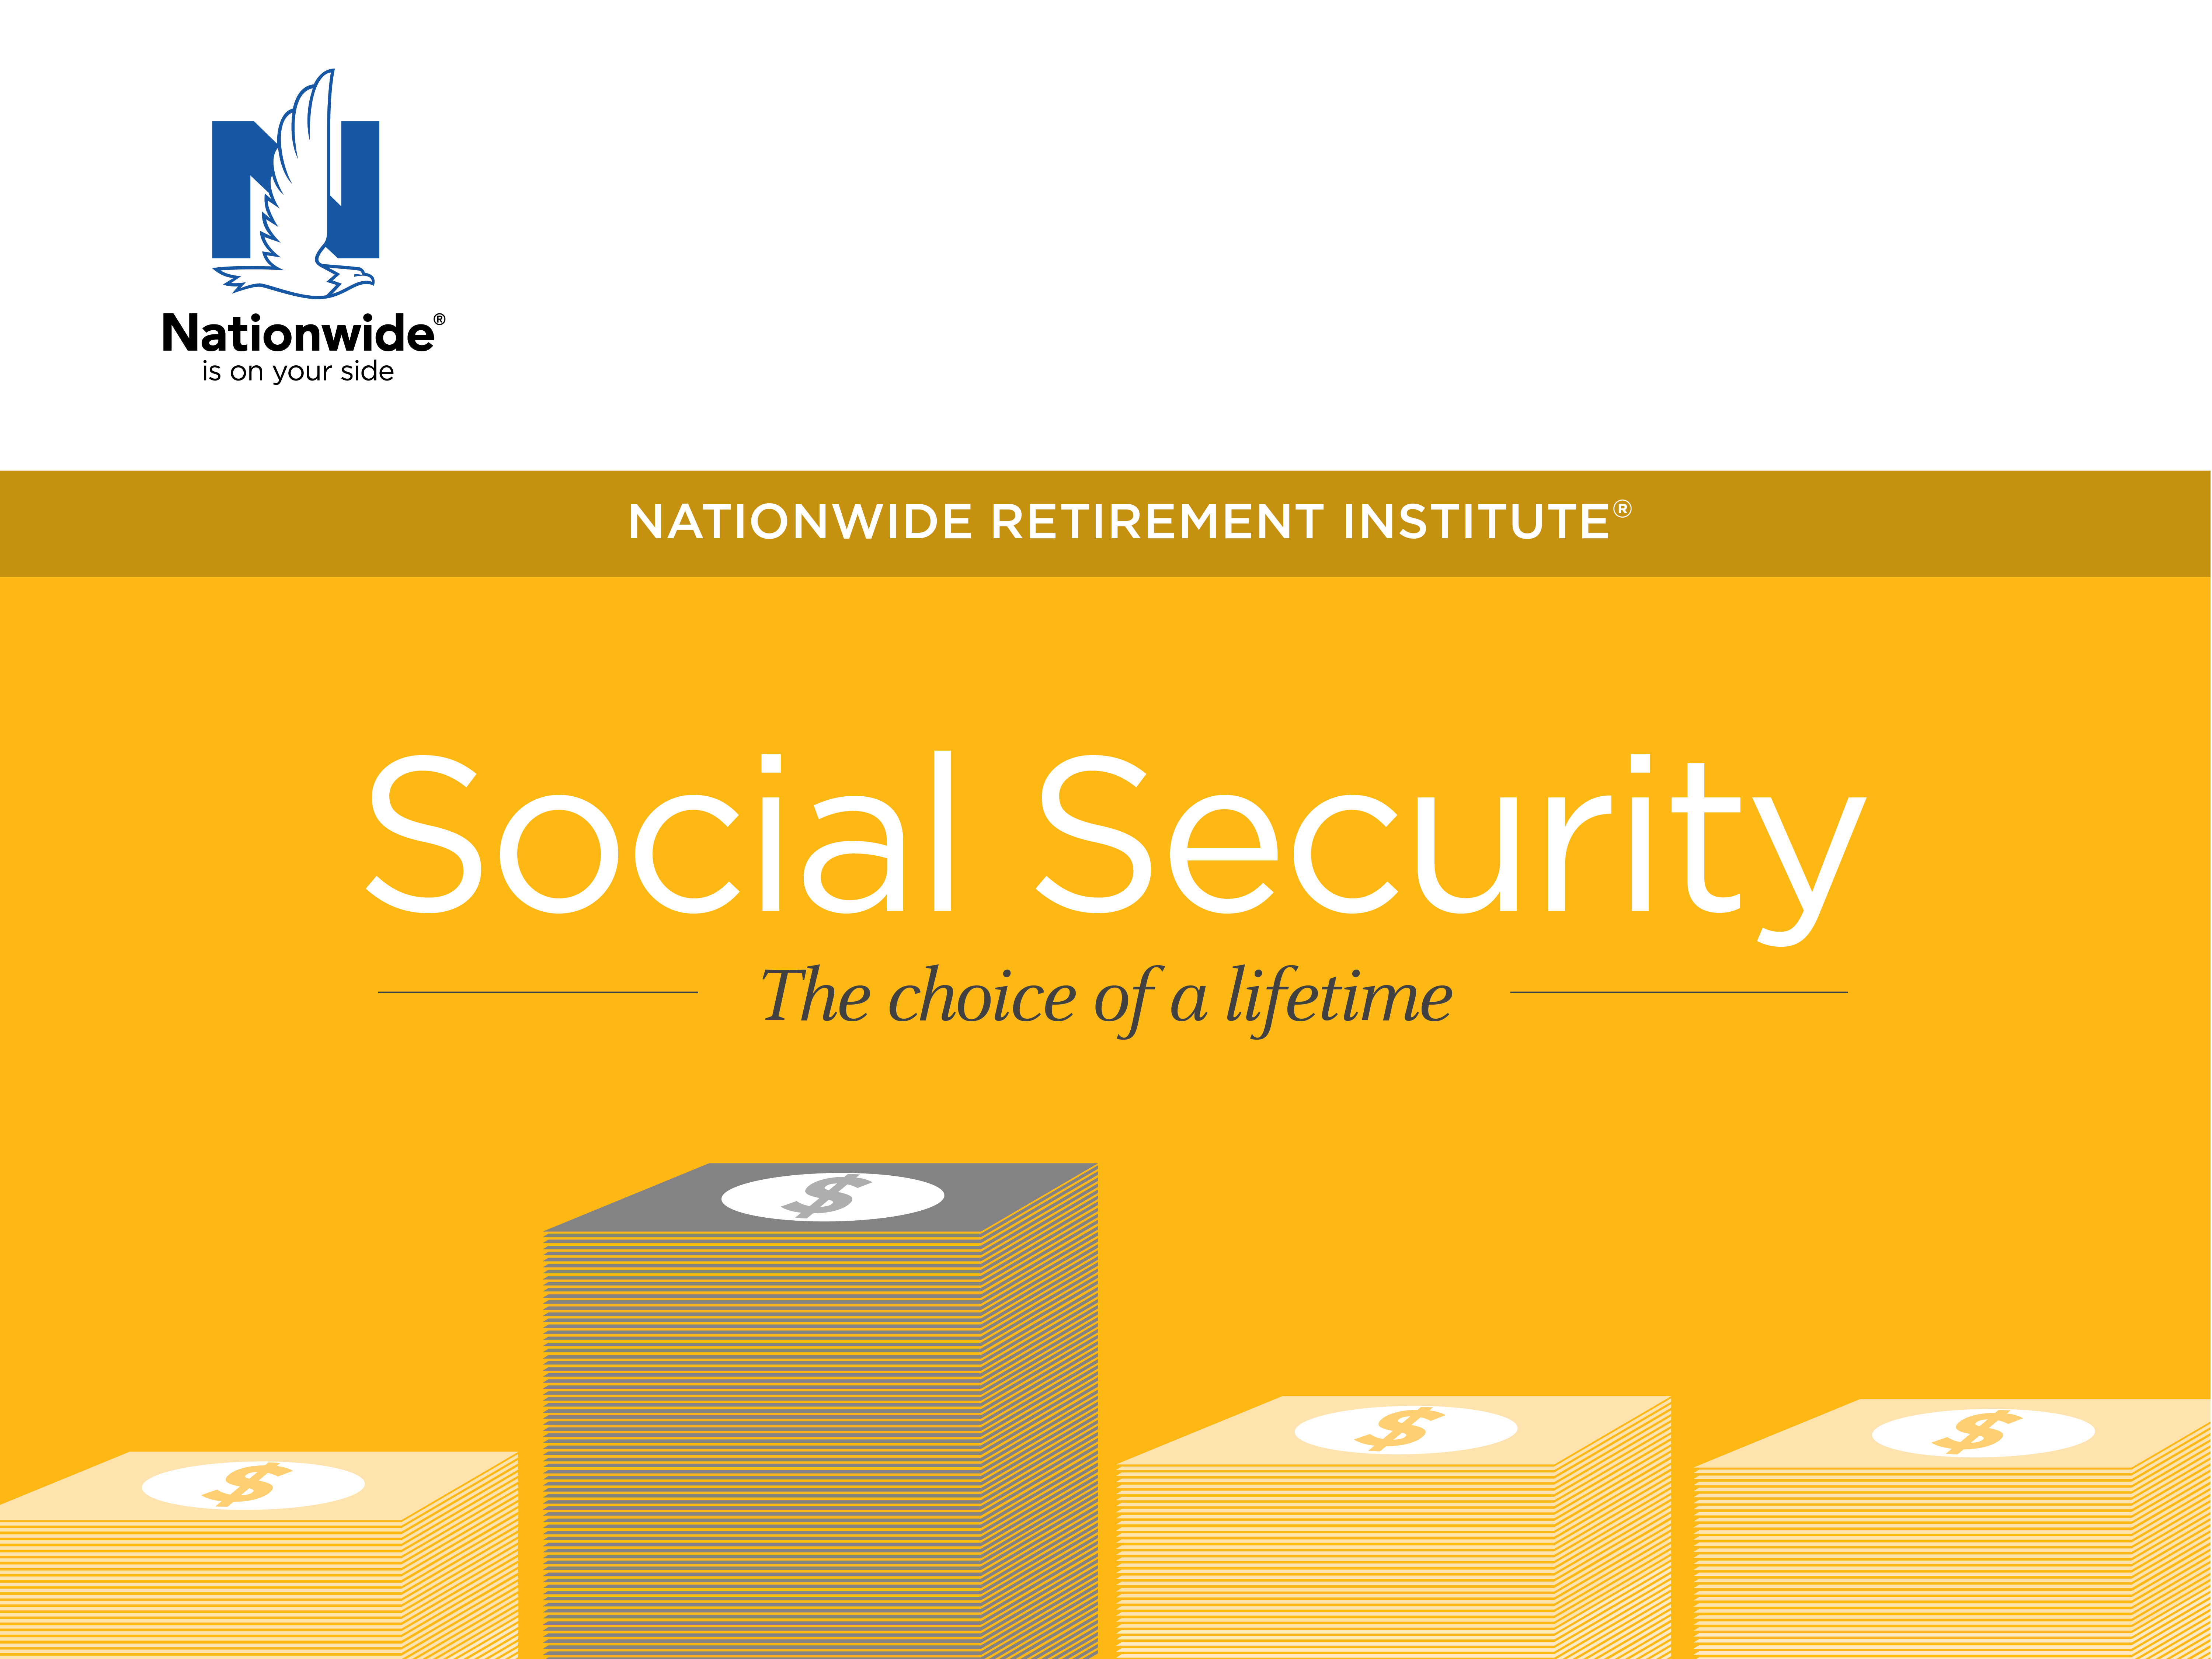 Nationwide®
is on your side
NATIONWIDE RETIREMENT INSTITUTE®
Social Security
The choice of a lifetime
$
$
$
$